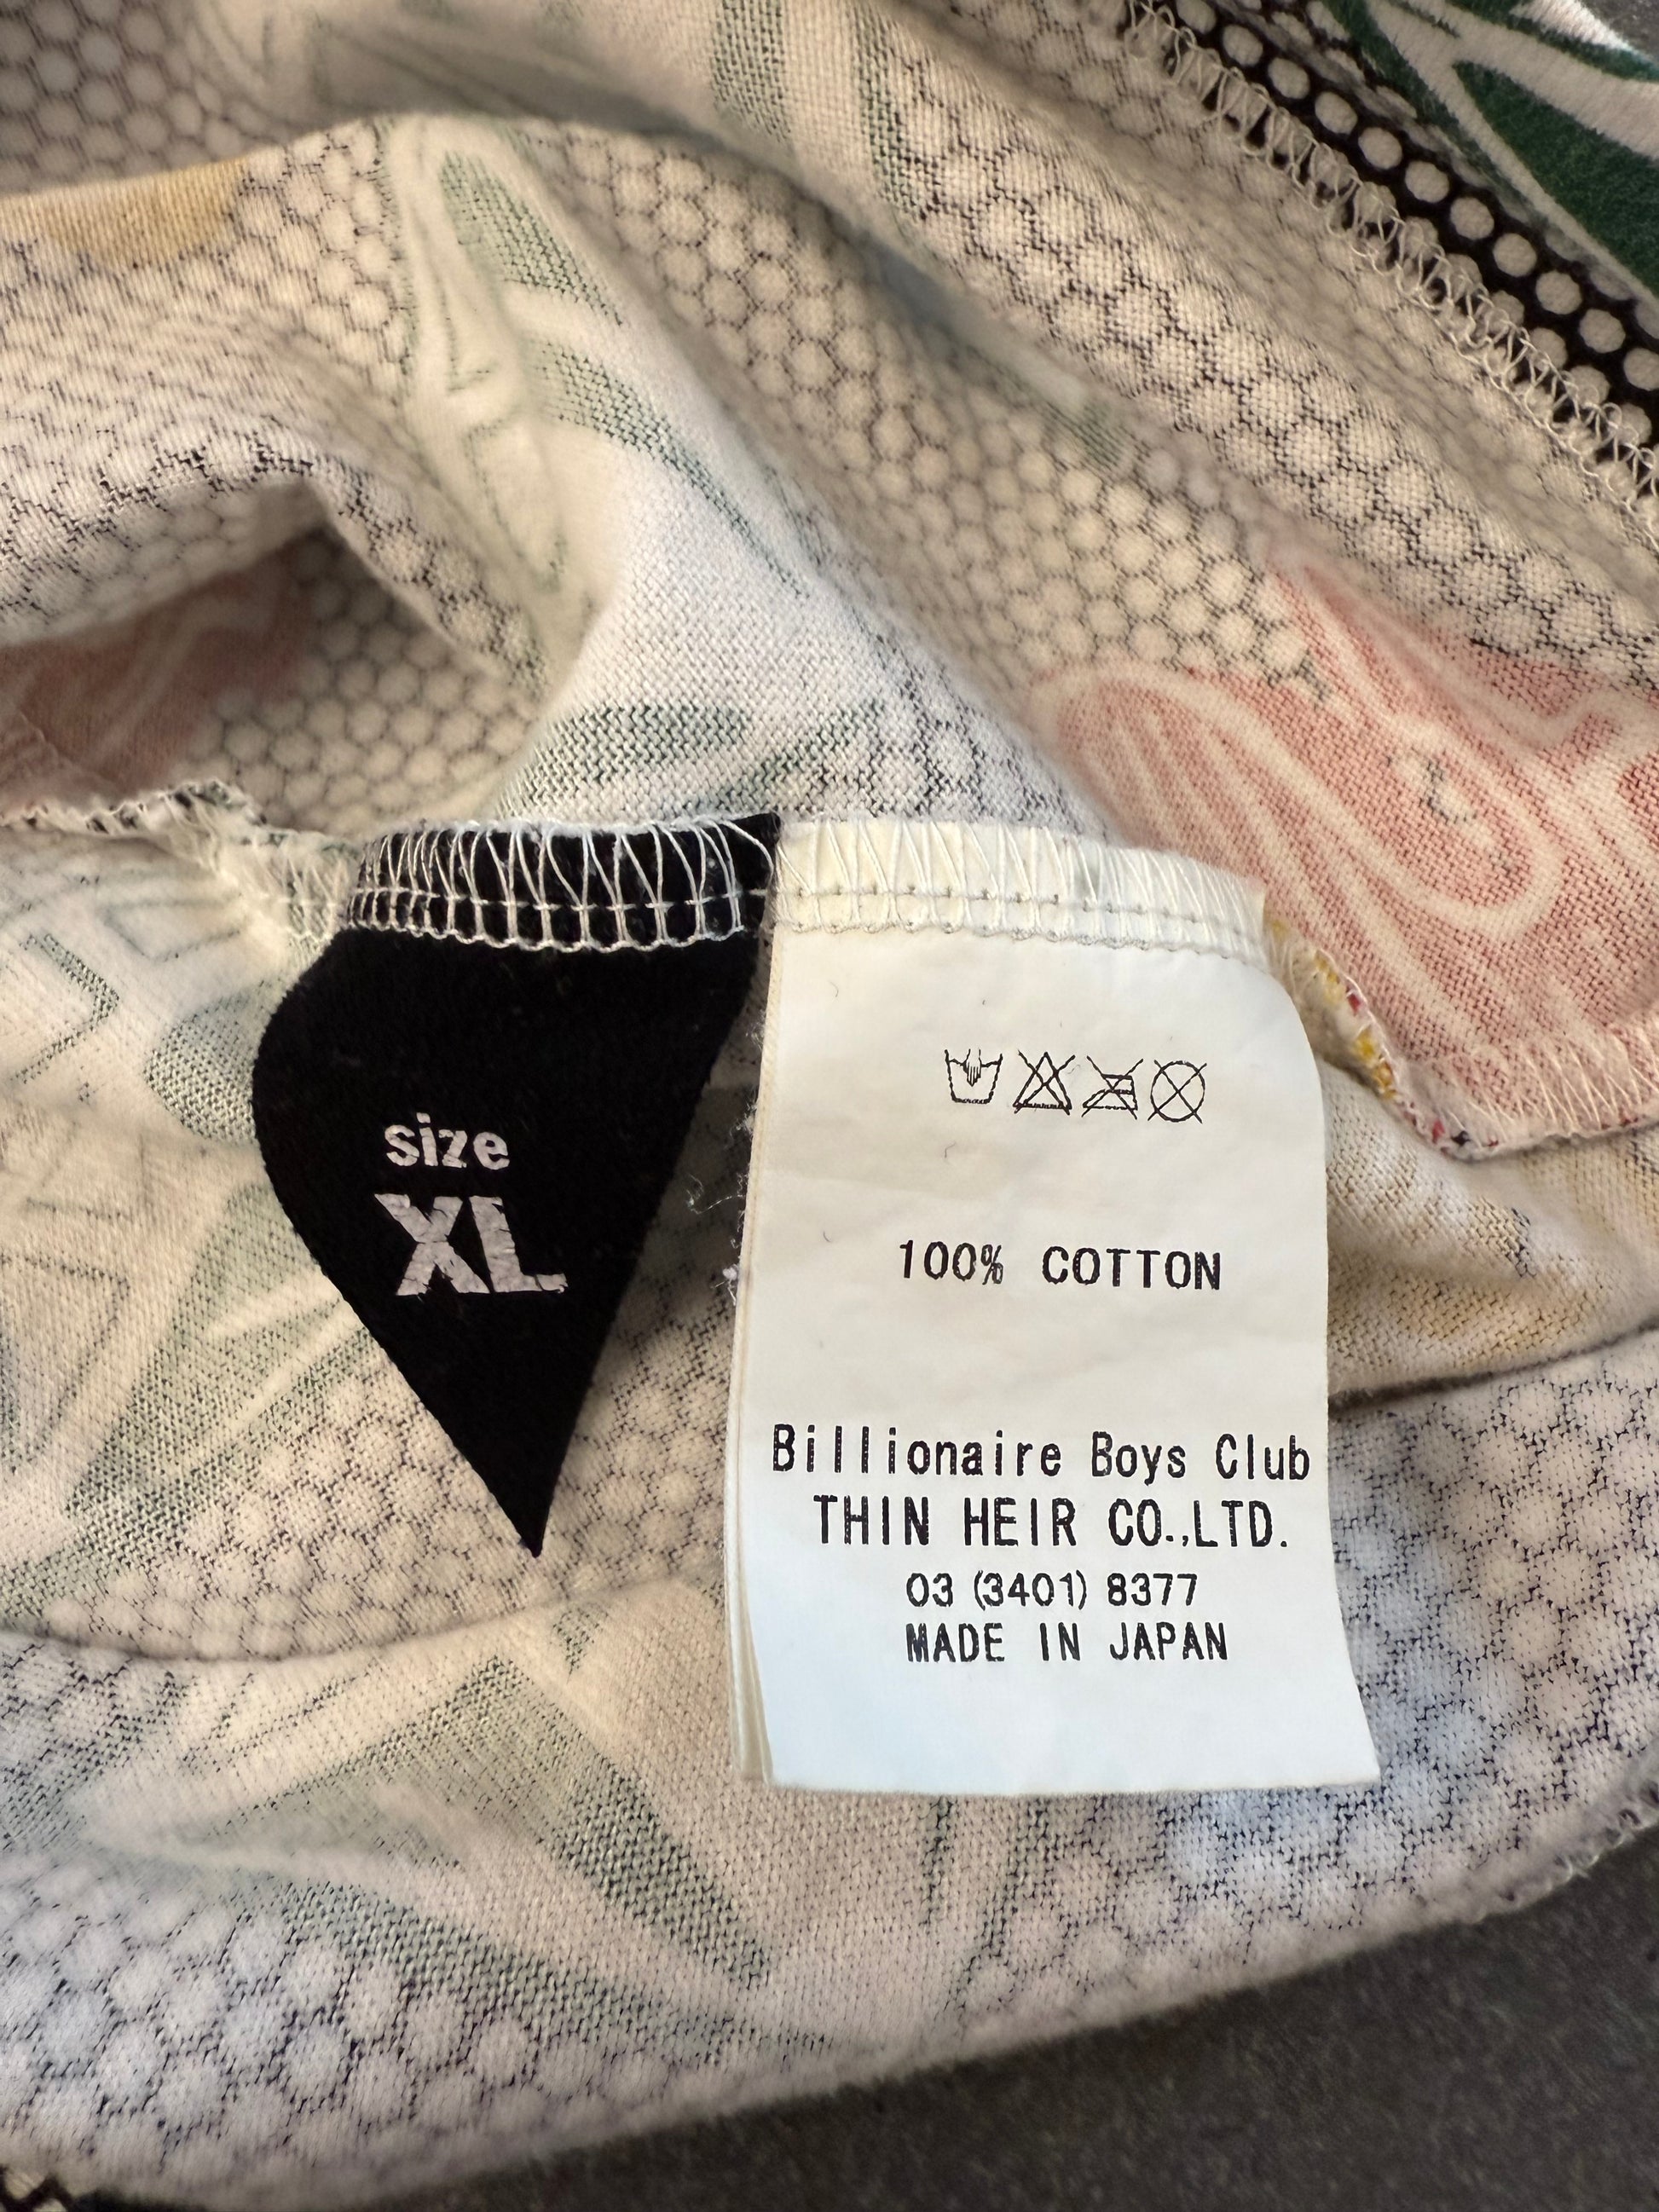 size
XL
100% COTTON
Billionaire Boys Club
THIN HEIR CO.,LTD.
03 (3401) 8377
MADE IN JAPAN